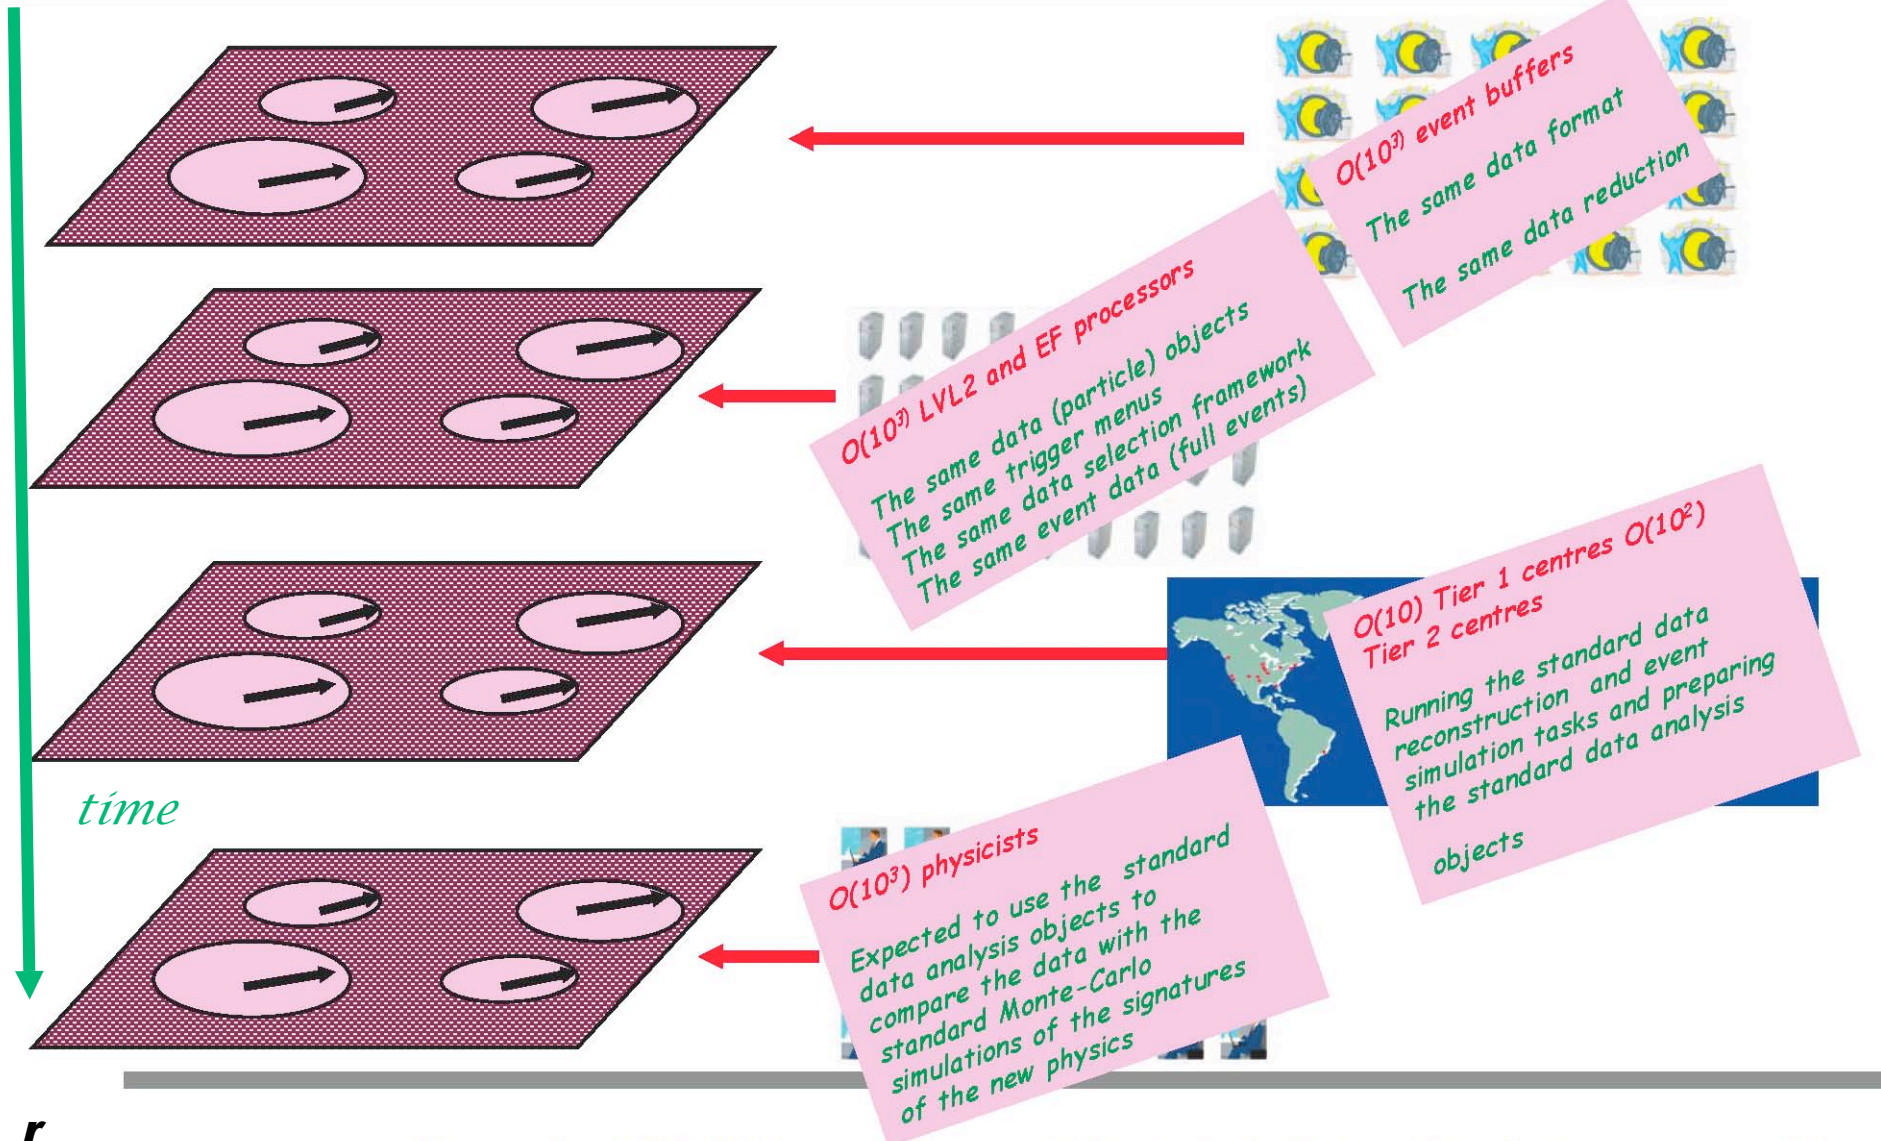 O(10³⁾ event buffers
The same data format
The same data reduction
O(10³⁾ LVL2 and EF processors
The same data (particle) objects
The same trigger menus
The same data selection framework
The same event data (full events)
O(10) Tier 1 centres O(10²)
Tier 2 centres
Running the standard data
reconstruction and event
simulation tasks and preparing
the standard data analysis
objects
time
O(10³) physicists
Expected to use the standard
data analysis objects to
compare the data with the
standard Monte-Carlo
simulations of the signatures
of the new physics
r